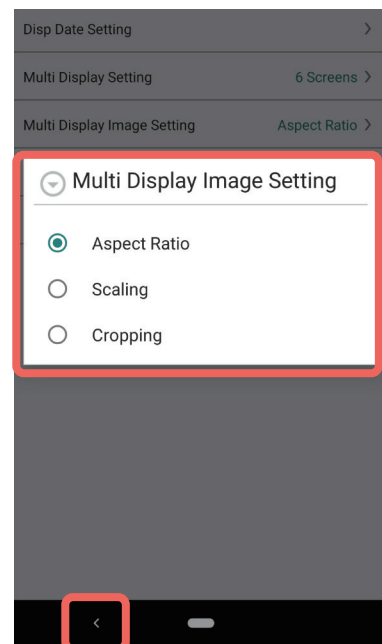 Disp Date Setting
Multi Display Setting 6 Screens
Multi Display Image Setting Aspect Ratio
Multi Display Image Setting
Aspect Ratio
Scaling
Cropping